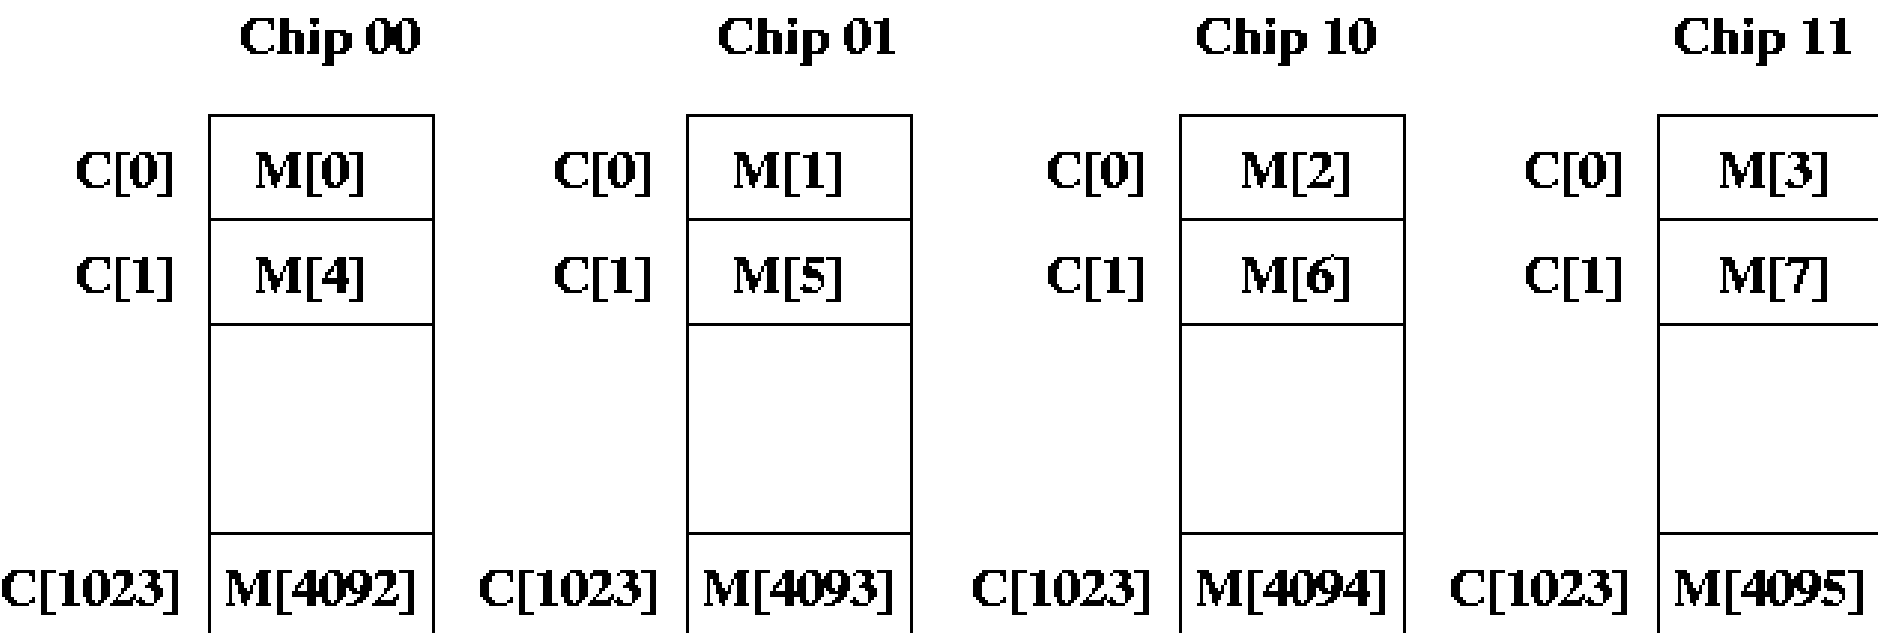 Chip 00 Chip 01 Chip 10 Chip 11
C[0] M[0] C[0] M[1] C[0] M[2] C[0] M[3]
C[1] M[4] C[1] M[5] C[1] M[6] C[1] M[7]
C[1023] M[4092] C[1023] M[4093] C[1023] M[4094] C[1023] M[4095]